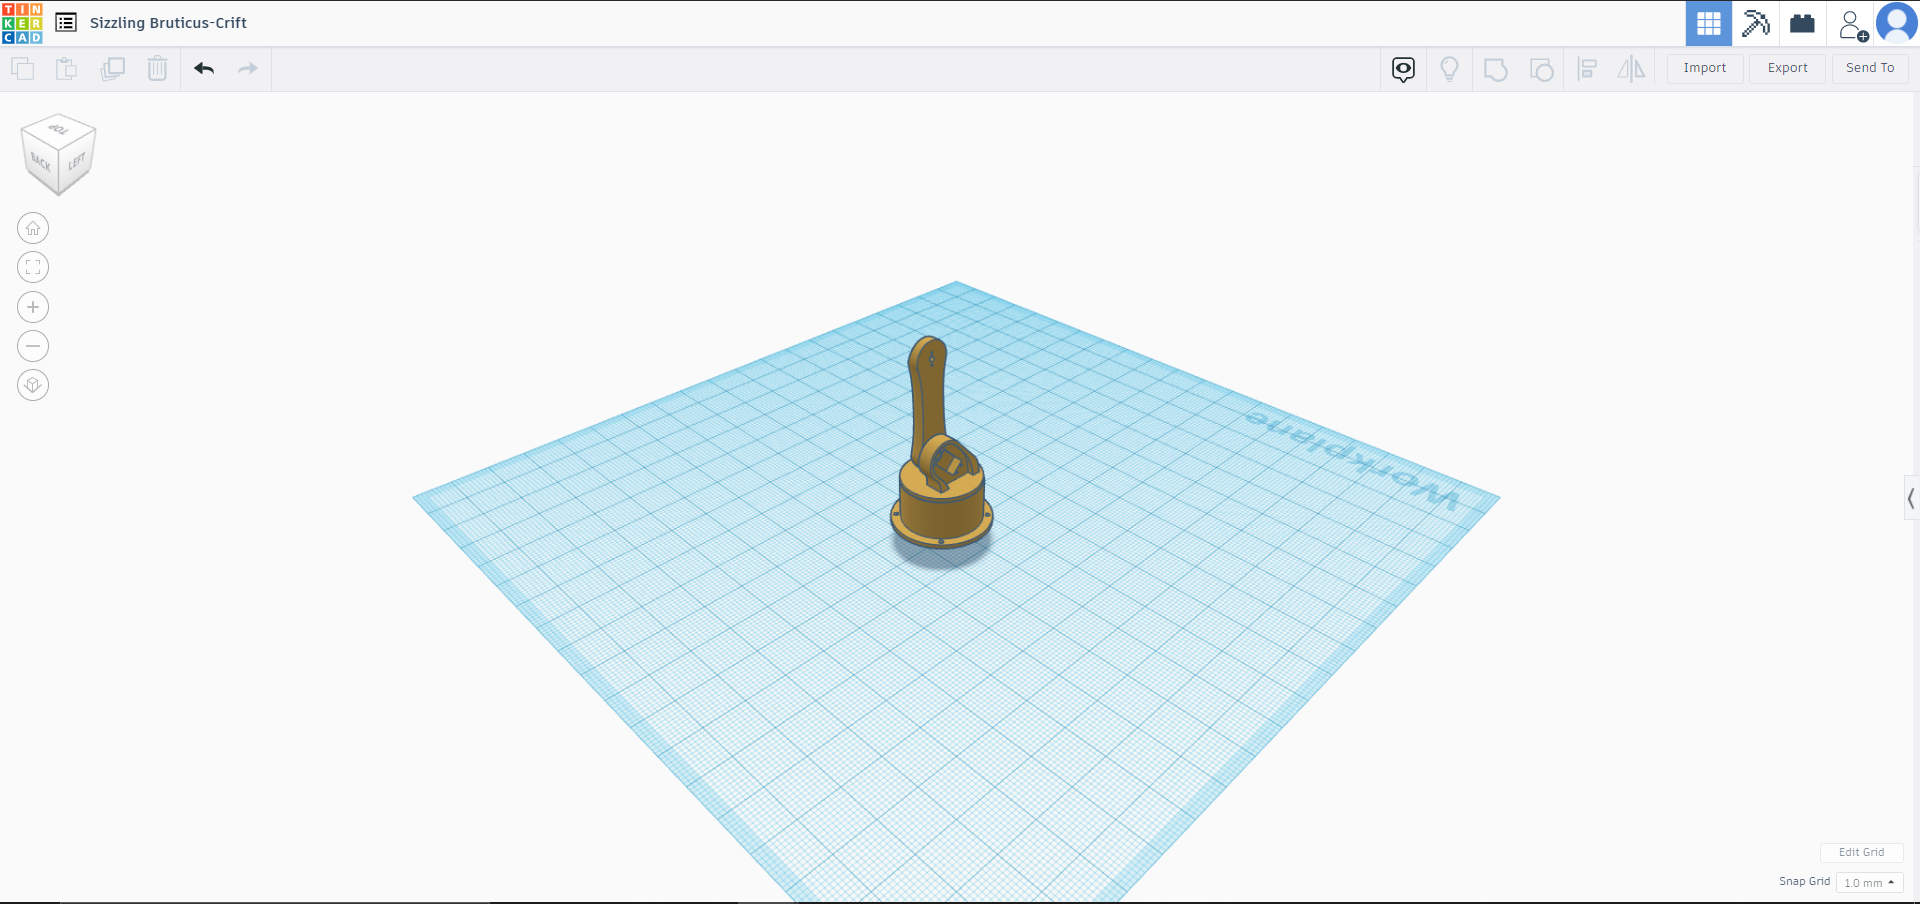 TIN
KER
CAD
Sizzling Bruticus-Crift
Import
Export
Send To
TOP
BACK
LEFT
Workplane
Edit Grid
Snap Grid
1.0 mm